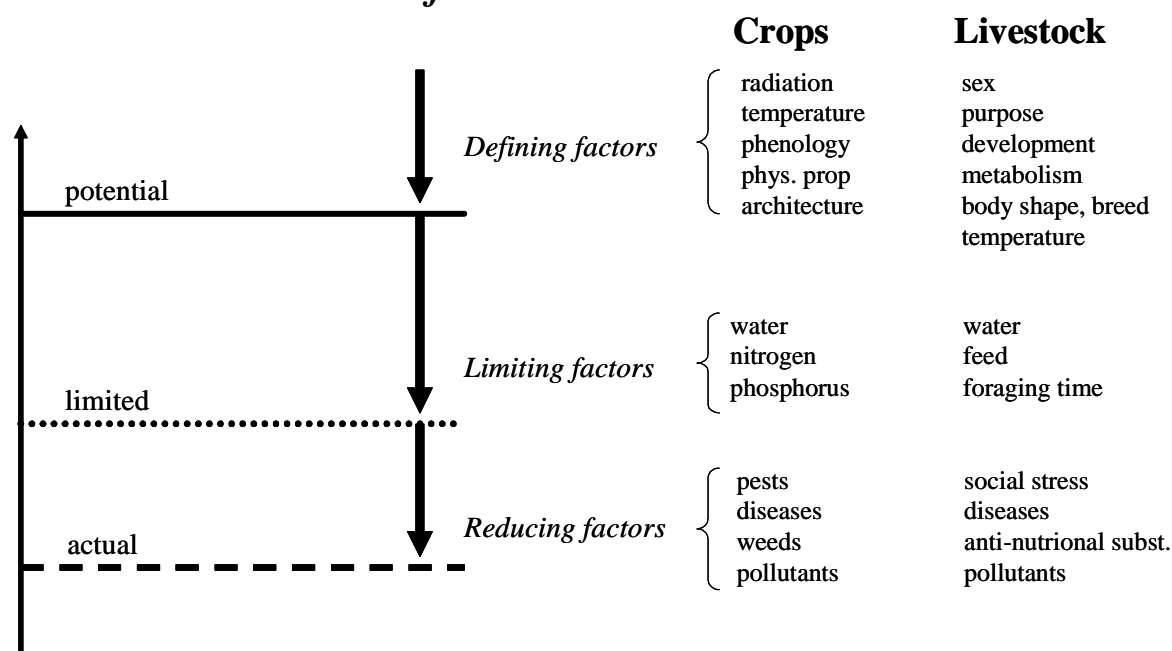 Crops Livestock
radiation sex
temperature purpose
Defining factors phenology development
potential phys. prop metabolism
architecture body shape, breed
temperature
water water
Limiting factors nitrogen feed
limited phosphorus foraging time
pests social stress
diseases diseases
Reducing factors weeds anti-nutrional subst.
actual pollutants pollutants